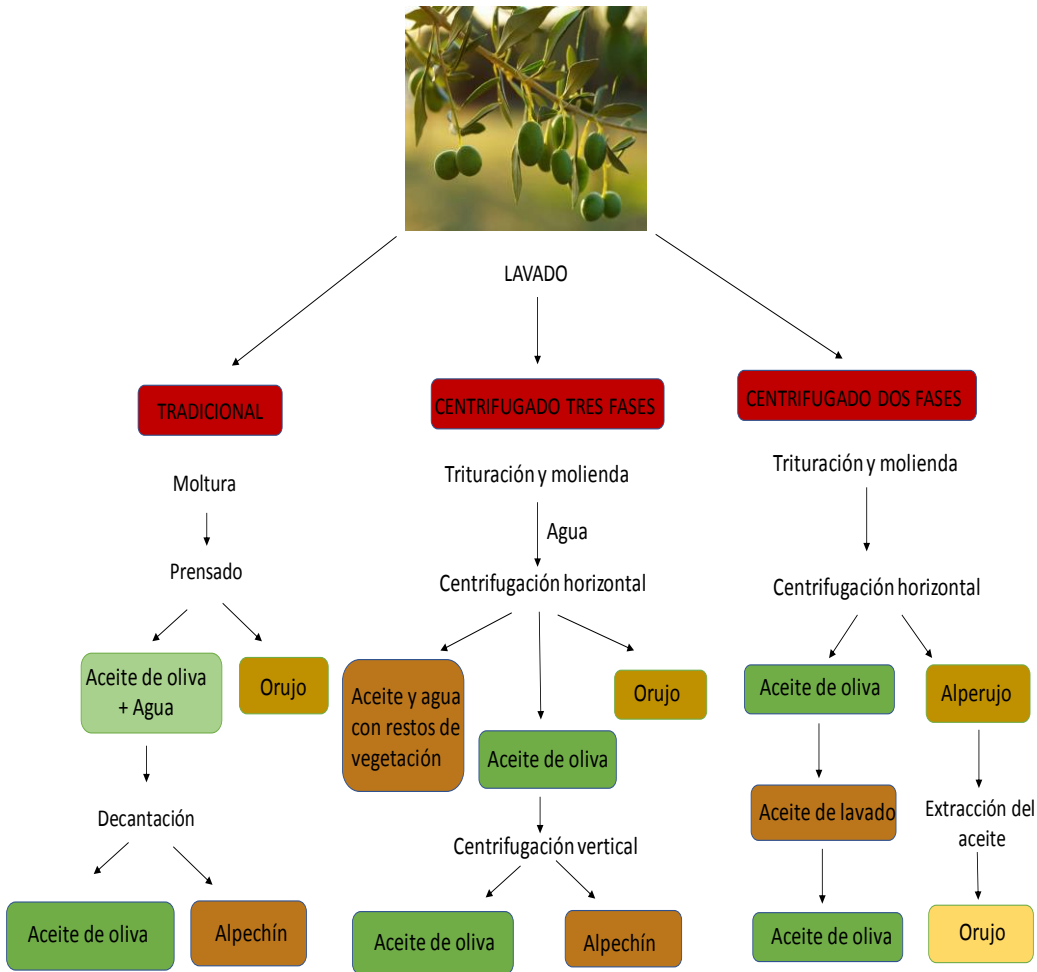 LAVADO
TRADICIONAL
CENTRIFUGADO TRES FASES
CENTRIFUGADO DOS FASES
Moltura
Prensado
Aceite de oliva
+ Agua
Orujo
Decantación
Aceite de oliva
Alpechín
Trituración y molienda
Agua
Centrifugación horizontal
Aceite y agua
con restos de
vegetación
Aceite de oliva
Orujo
Centrifugación vertical
Aceite de oliva
Alpechín
Trituración y molienda
Centrifugación horizontal
Aceite de oliva
Alperujo
Aceite de lavado
Extracción del
aceite
Aceite de oliva
Orujo